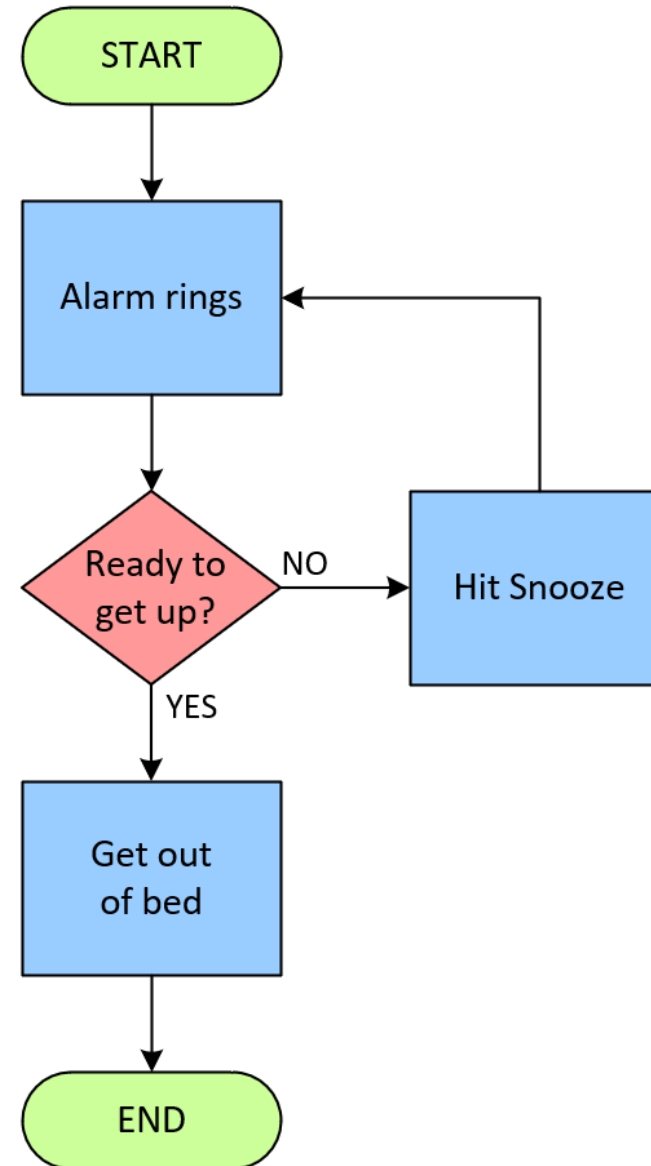 START
Alarm rings
Ready to
get up?
NO
Hit Snooze
YES
Get out
of bed
END